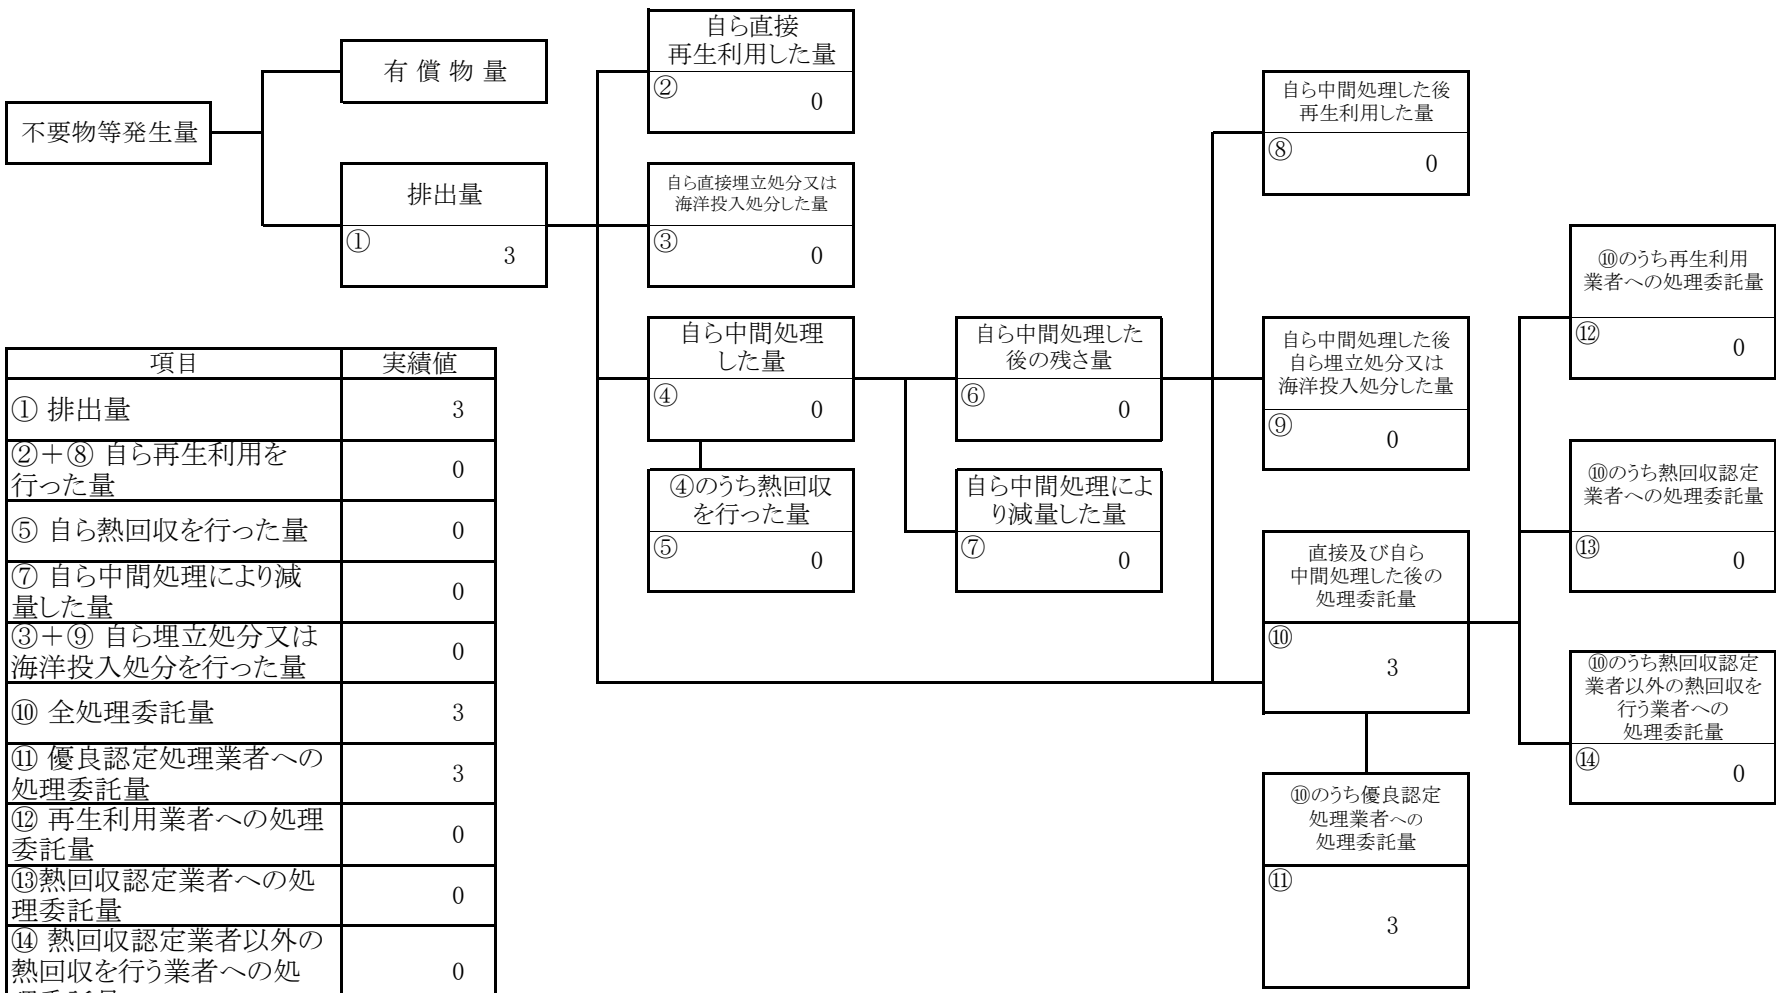 不要物等発生量
有 償 物 量
排出量
①
3
自ら直接
再生利用した量
②
0
自ら直接埋立処分又は
海洋投入処分した量
③
0
自ら中間処理
した量
④
0
④のうち熱回収
を行った量
⑤
0
自ら中間処理した
後の残さ量
⑥
0
自ら中間処理によ
り減量した量
⑦
0
自ら中間処理した後
再生利用した量
⑧
0
自ら中間処理した後
自ら埋立処分又は
海洋投入処分した量
⑨
0
直接及び自ら
中間処理した後の
処理委託量
⑩
3
⑩のうち優良認定
処理業者への
処理委託量
⑪
3
⑩のうち再生利用
業者への処理委託量
⑫
0
⑩のうち熱回収認定
業者への処理委託量
⑬
0
⑩のうち熱回収認定
業者以外の熱回収を
行う業者への
処理委託量
⑭
0
項目 実績値
① 排出量 3
②＋⑧ 自ら再生利用を
行った量 0
⑤ 自ら熱回収を行った量 0
⑦ 自ら中間処理により減
量した量 0
③＋⑨ 自ら埋立処分又は
海洋投入処分を行った量 0
⑩ 全処理委託量 3
⑪ 優良認定処理業者への
処理委託量 3
⑫ 再生利用業者への処理
委託量 0
⑬熱回収認定業者への処
理委託量 0
⑭ 熱回収認定業者以外の
熱回収を行う業者への処 0